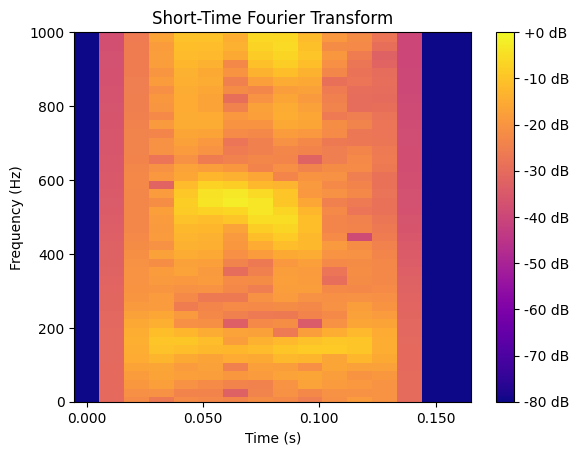 Short-Time Fourier Transform
1000
800
600
400
200
0
Frequency (Hz)
0.000
0.050
0.100
0.150
Time (s)
+0 dB
-10 dB
-20 dB
-30 dB
-40 dB
-50 dB
-60 dB
-70 dB
-80 dB